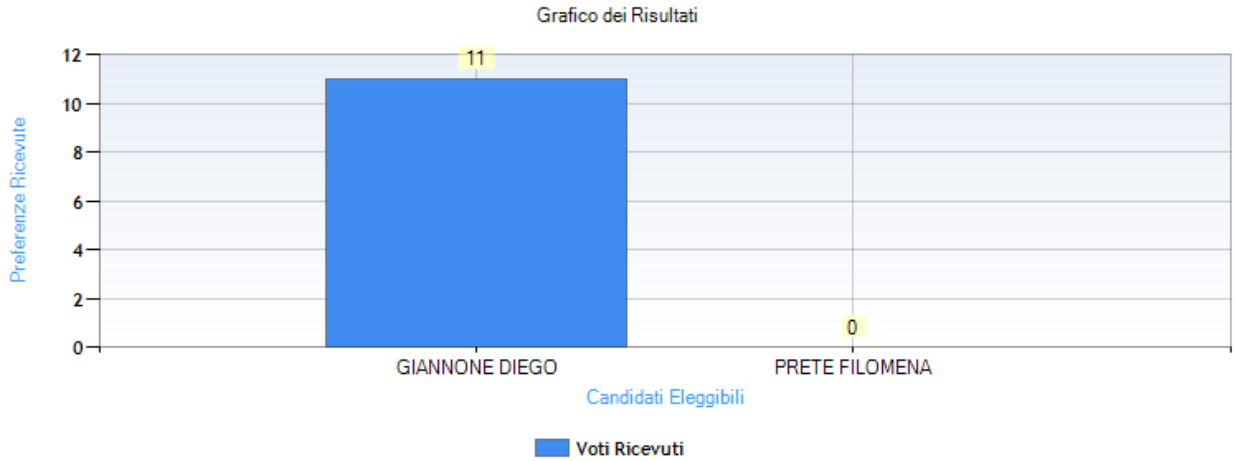 Grafico dei Risultati
12
11
10
8
6
4
2
0
0
Preferenze Ricevute
GIANNONE DIEGO
PRETE FILOMENA
Candidati Eleggibili
Voti Ricevuti